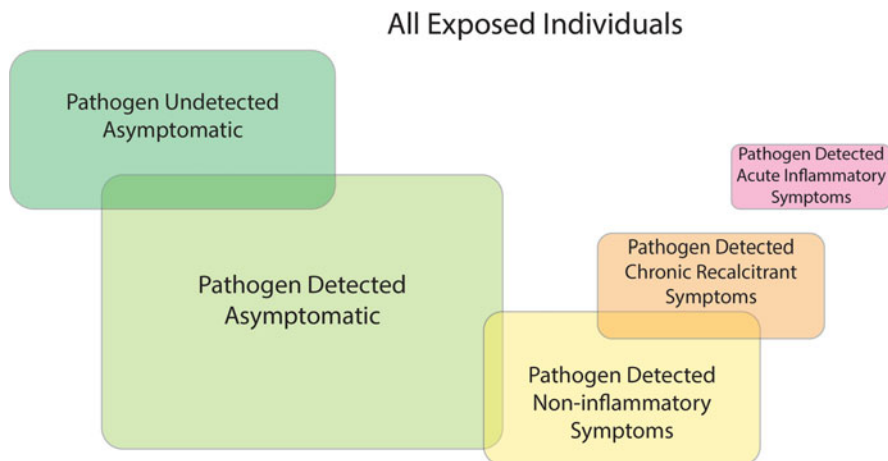 All Exposed Individuals
Pathogen Undetected
Asymptomatic
Pathogen Detected
Acute Inflammatory
Symptoms
Pathogen Detected
Chronic Recalcitrant
Symptoms
Pathogen Detected
Asymptomatic
Pathogen Detected
Non-inflammatory
Symptoms